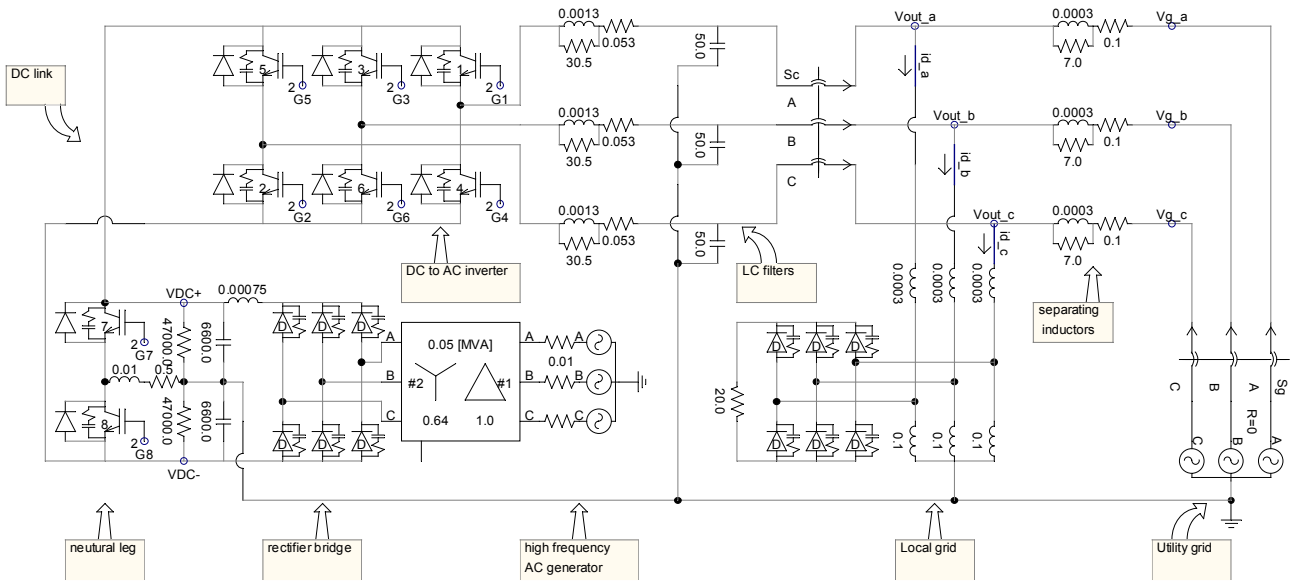 0.0013
0.053
30.5
50.0
Vout_a
0.0003
0.1
7.0
Vg_a
id_a
DC link
5
2
G5
3
2
G3
1
2
G1
Sc
A
0.0013
0.053
30.5
50.0
B
Vout_b
0.0003
0.1
7.0
Vg_b
id_b
2
2
G2
6
2
G6
4
2
G4
C
0.0013
0.053
30.5
50.0
Vout_c
0.0003
0.1
7.0
Vg_c
id_c
DC to AC inverter
LC filters
separating
inductors
0.0003
0.0003
0.0003
VDC+
0.00075
7
2
G7
47000.0
6600.0
0.01
0.5
8
2
G8
47000.0
6600.0
VDC-
D
D
D
D
D
D
A
B
C
0.05 [MVA]
#2
#1
0.64
1.0
A
B
C
0.01
A
B
C
20.0
D
D
D
D
D
D
0.1
0.1
0.1
C
B
A
Sg
R=0
C
B
A
neutural leg
rectifier bridge
high frequency
AC generator
Local grid
Utility grid